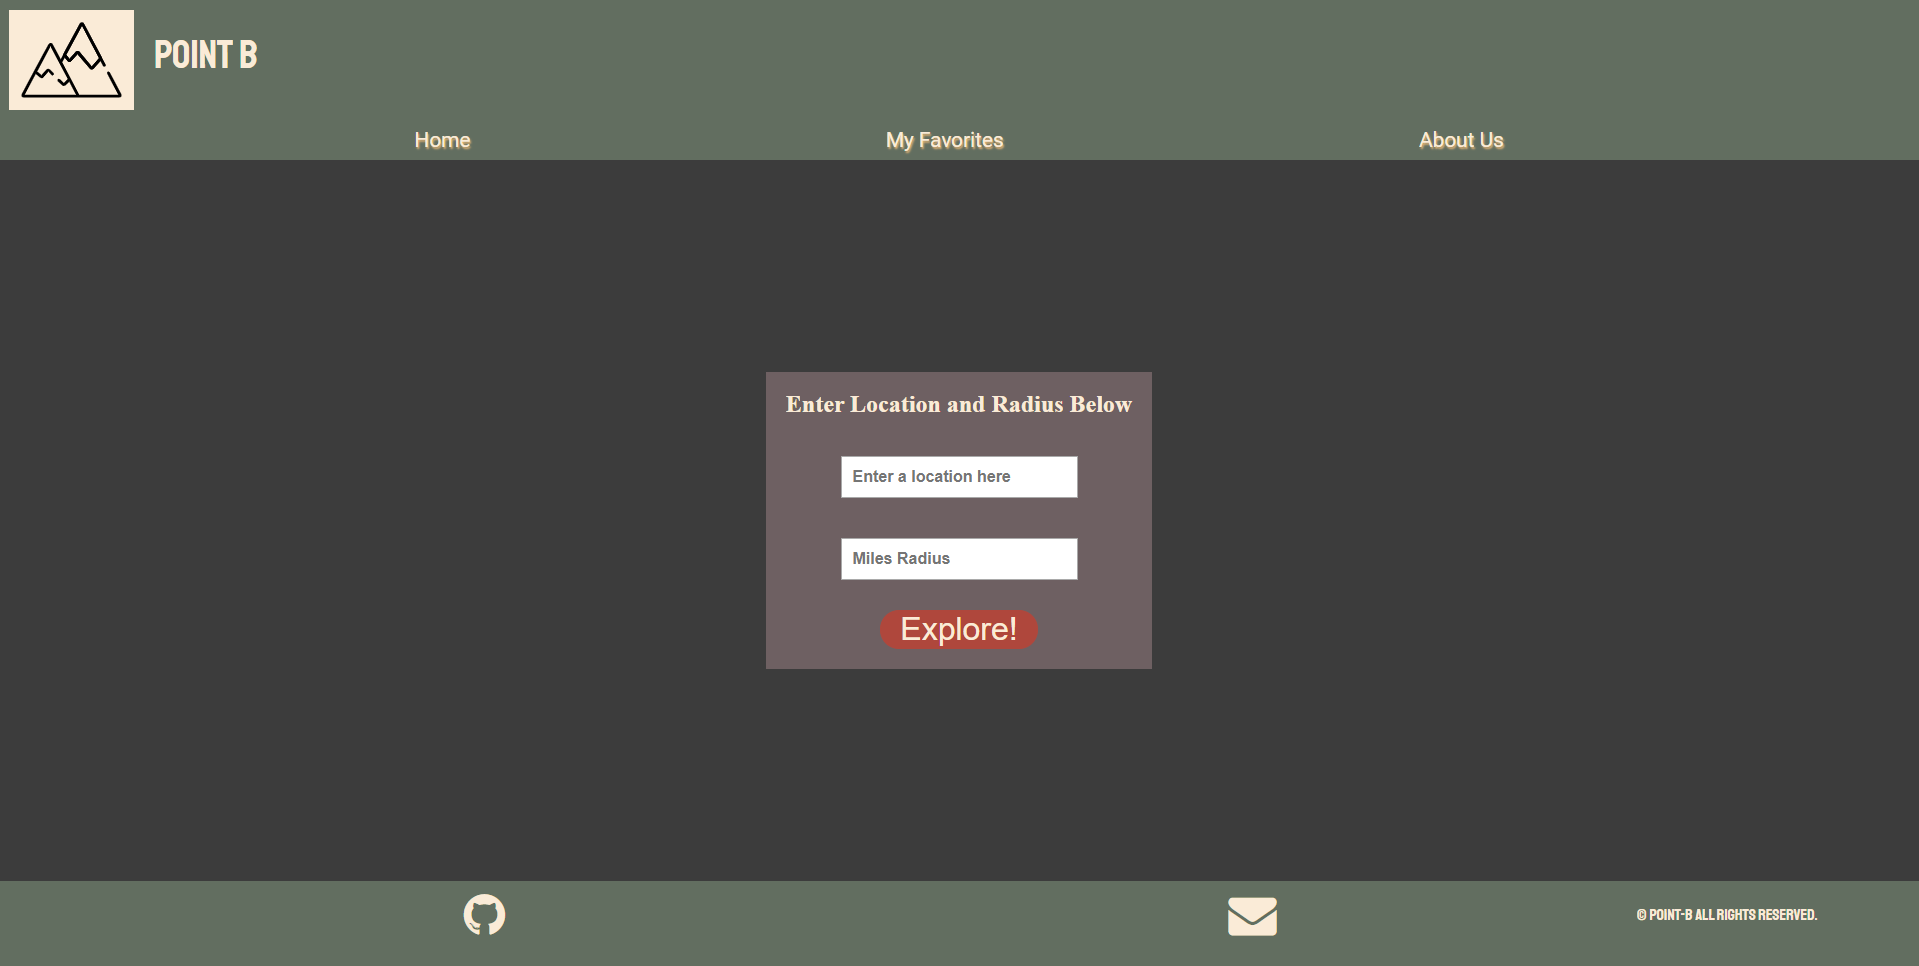 POINT B
Home
My Favorites
About Us
Enter Location and Radius Below
Enter a location here
Miles Radius
Explore!
© POINT-B ALL RIGHTS RESERVED.